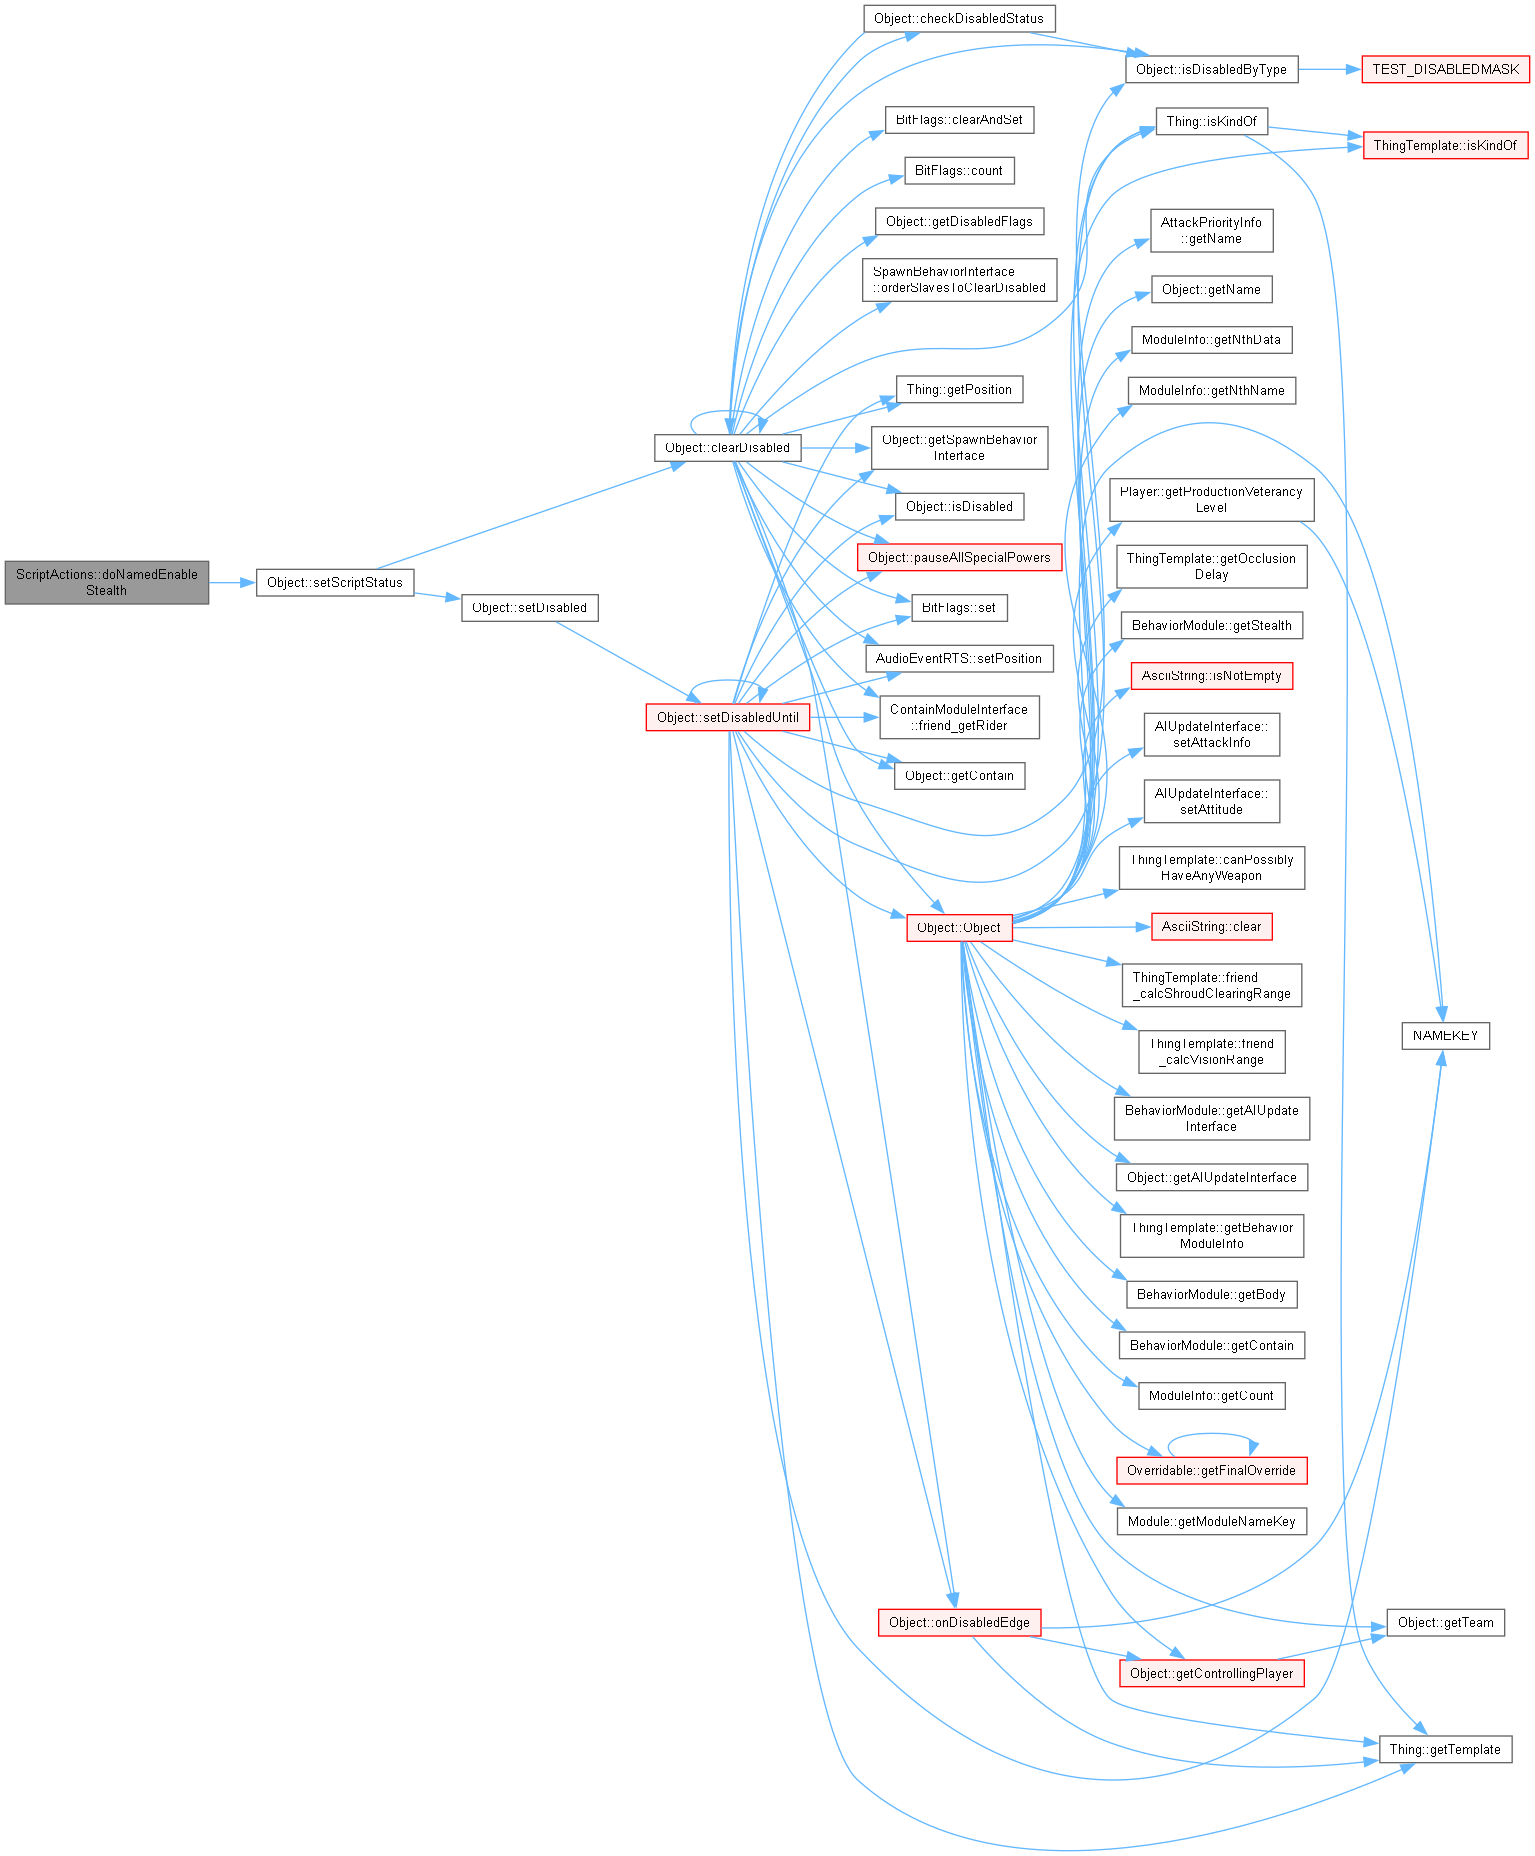 ScriptActions::doNamedEnable
Stealth
Object::setScriptStatus
Object::setDisabled
Object::clearDisabled
Object::setDisabledUntil
Object::checkDisabledStatus
BitFlags::clearAndSet
BitFlags::count
Object::getDisabledFlags
SpawnBehaviorInterface
::orderSlavesToClearDisabled
Thing::getPosition
Object::getSpawnBehavior
Interface
Object::isDisabled
Object::pauseAllSpecialPowers
BitFlags::set
AudioEventRTS::setPosition
ContainModuleInterface
::friend_getRider
Object::getContain
Object::Object
Object::onDisabledEdge
Object::isDisabledByType
Thing::isKindOf
AttackPriorityInfo
::getName
Object::getName
ModuleInfo::getNthData
ModuleInfo::getNthName
Player::getProductionVeterancy
Level
ThingTemplate::getOcclusion
Delay
BehaviorModule::getStealth
AsciiString::isNotEmpty
AIUpdateInterface::
setAttackInfo
AIUpdateInterface::
setAttitude
ThingTemplate::canPossibly
HaveAnyWeapon
AsciiString::clear
ThingTemplate::friend
_calcShroudClearingRange
ThingTemplate::friend
_calcVisionRange
BehaviorModule::getAIUpdate
Interface
Object::getAIUpdateInterface
ThingTemplate::getBehavior
ModuleInfo
BehaviorModule::getBody
BehaviorModule::getContain
ModuleInfo::getCount
Overridable::getFinalOverride
Module::getModuleNameKey
Object::getControllingPlayer
TEST_DISABLEDMASK
ThingTemplate::isKindOf
NAMEKEY
Object::getTeam
Thing::getTemplate